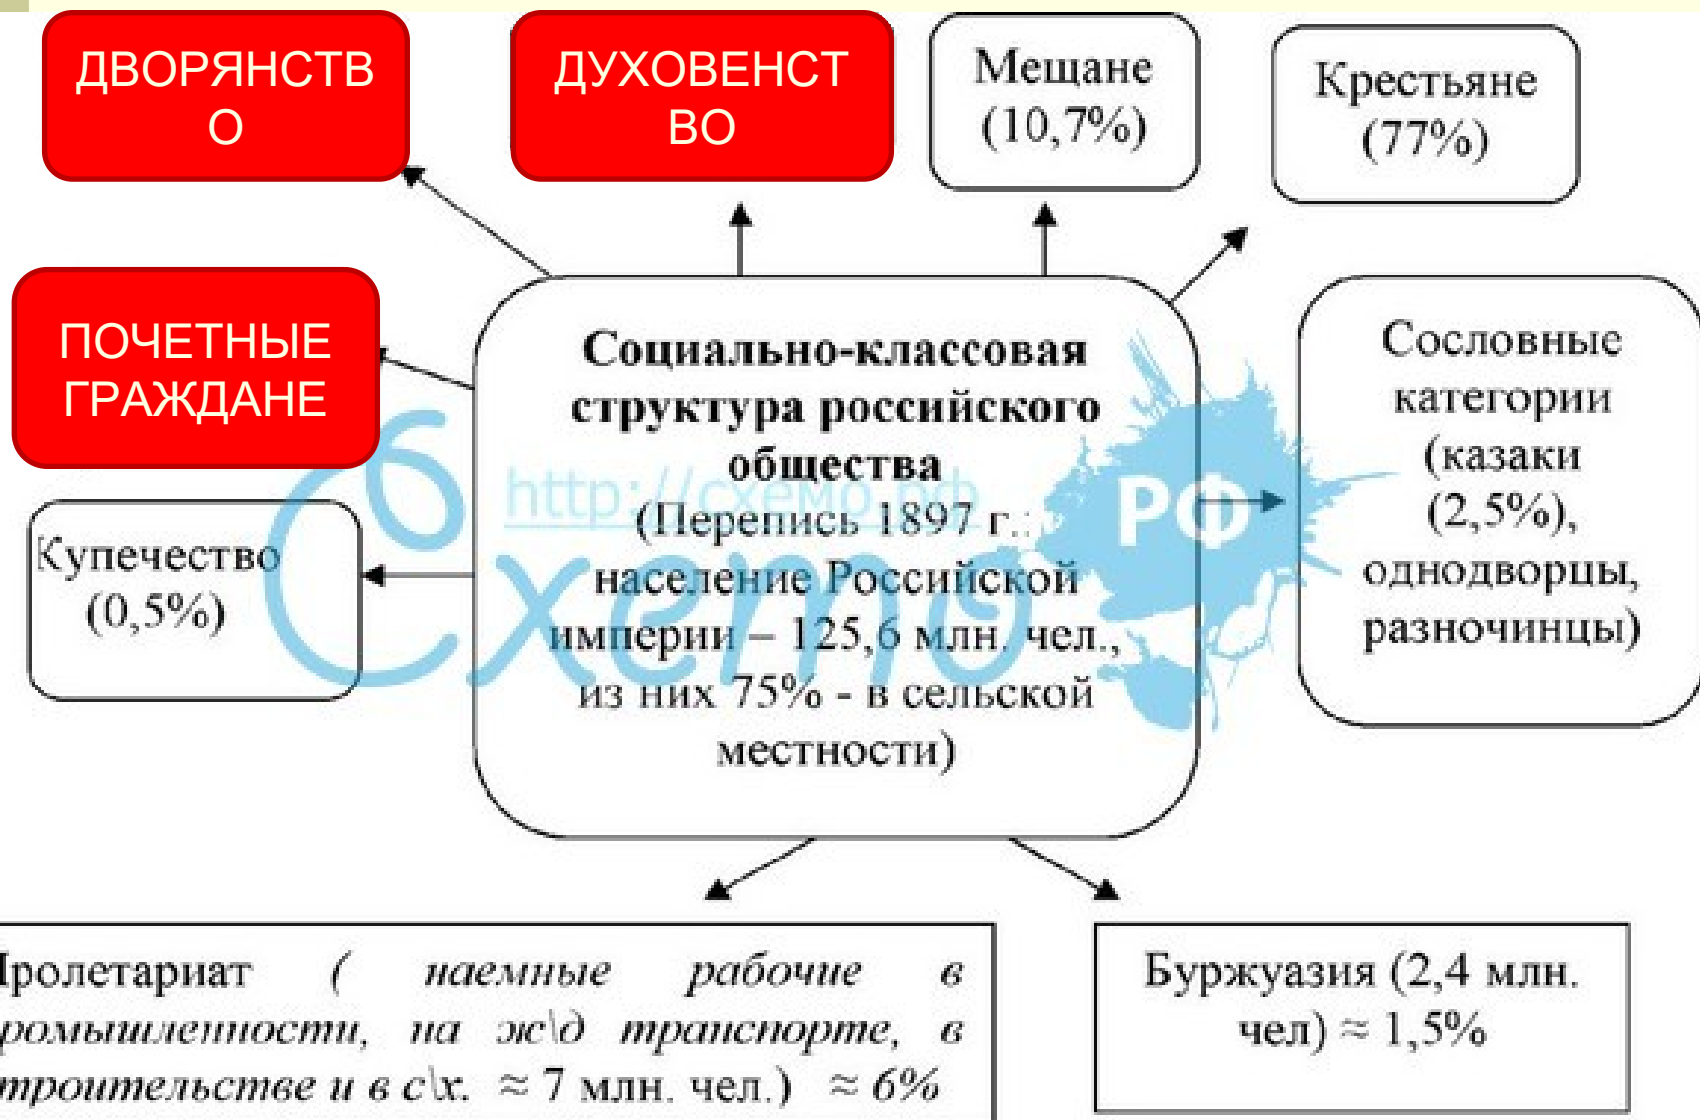 ДВОРЯНСТВ
О
ДУХОВЕНСТ
ВО
Мещане
(10,7%)
Крестьяне
(77%)
ПОЧЕТНЫЕ
ГРАЖДАНЕ
Социально-классовая
структура российского
общества
(Перепись 1897 г.:
население Российской
империи – 125,6 млн. чел.,
из них 75% - в сельской
местности)
Сословные
категории
(казаки
(2,5%),
однодворцы,
разночинцы)
Купечество
(0,5%)
http://схемо.рф
Схемо
РФ
Пролетариат ( наемные рабочие в
ромышленности, на ж\д транспорте, в
троительстве и в с\х. ≈ 7 млн. чел.) ≈ 6%
Буржуазия (2,4 млн.
чел) ≈ 1,5%